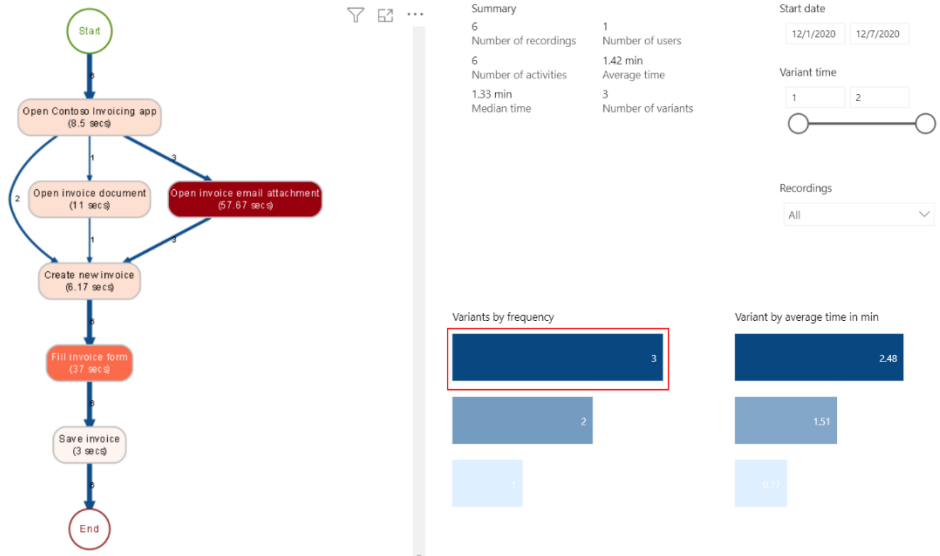 Start
6
Open Contoso Invoicing app
(8.5 secs)
1
3
2
Open invoice document
(11 secs)
Open invoice email attachment
(57.67 secs)
1
3
Create new invoice
(6.17 secs)
6
Fill invoice form
(37 secs)
6
Save invoice
(3 secs)
6
End
Summary
6
Number of recordings
1
Number of users
6
Number of activities
1.42 min
Average time
1.33 min
Median time
3
Number of variants
Start date
12/1/2020
12/7/2020
Variant time
1
2
Recordings
All
Variants by frequency
3
2
1
Variant by average time in min
2.48
1.51
0.77